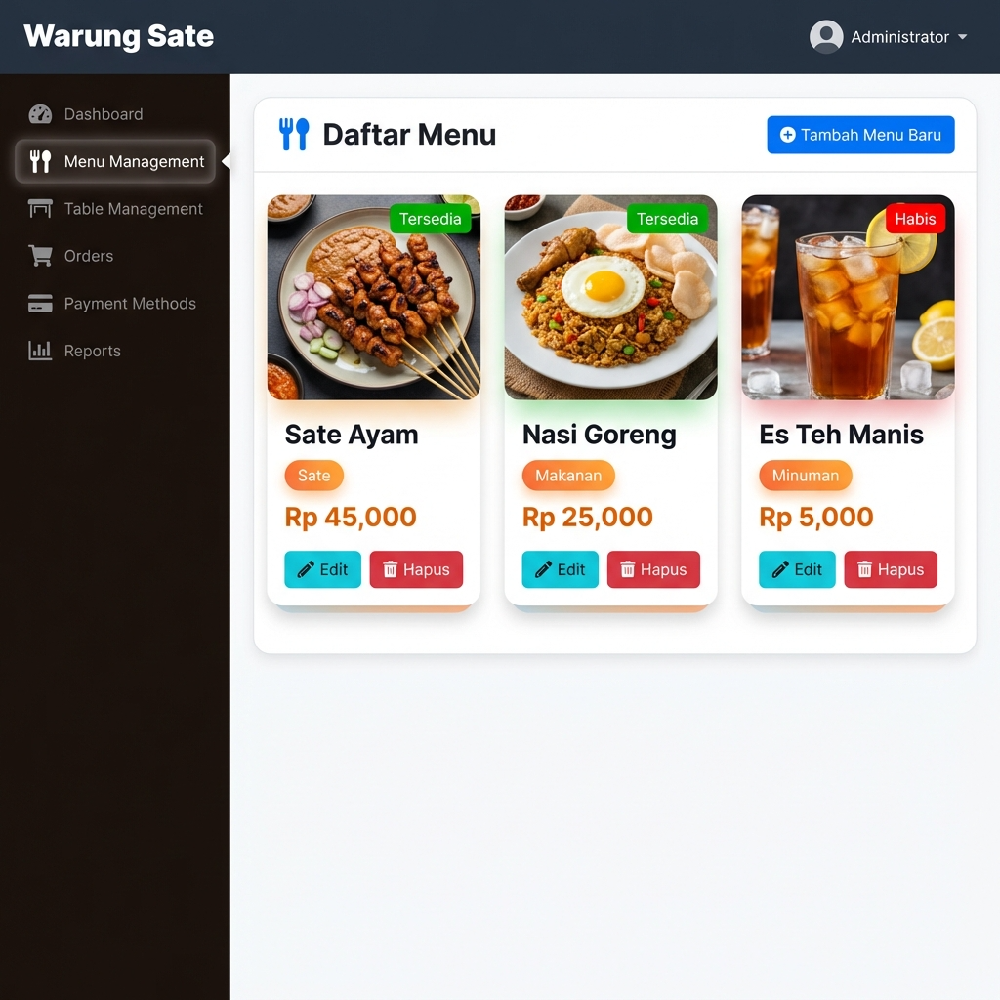 Warung Sate
Administrator
Dashboard
Menu Management
Table Management
Orders
Payment Methods
Reports
Daftar Menu
Tambah Menu Baru
Tersedia
Sate Ayam
Sate
Rp 45,000
Edit
Hapus
Tersedia
Nasi Goreng
Makanan
Rp 25,000
Edit
Hapus
Habis
Es Teh Manis
Minuman
Rp 5,000
Edit
Hapus